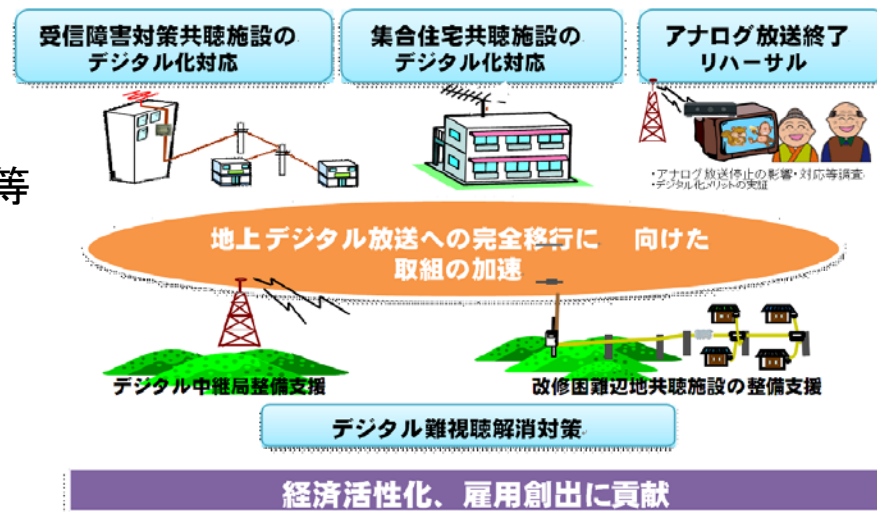 受信障害対策共聴施設の
デジタル化対応
集合住宅共聴施設の
デジタル化対応
アナログ放送終了
リハーサル
・アナログ放送停止の影響・対応等調査
・デジタル化メリットの実証
等
地上デジタル放送への完全移行に 向けた
取組の加速
デジタル中継局整備支援
改修困難辺地共聴施設の整備支援
デジタル難視聴解消対策
経済活性化、雇用創出に貢献